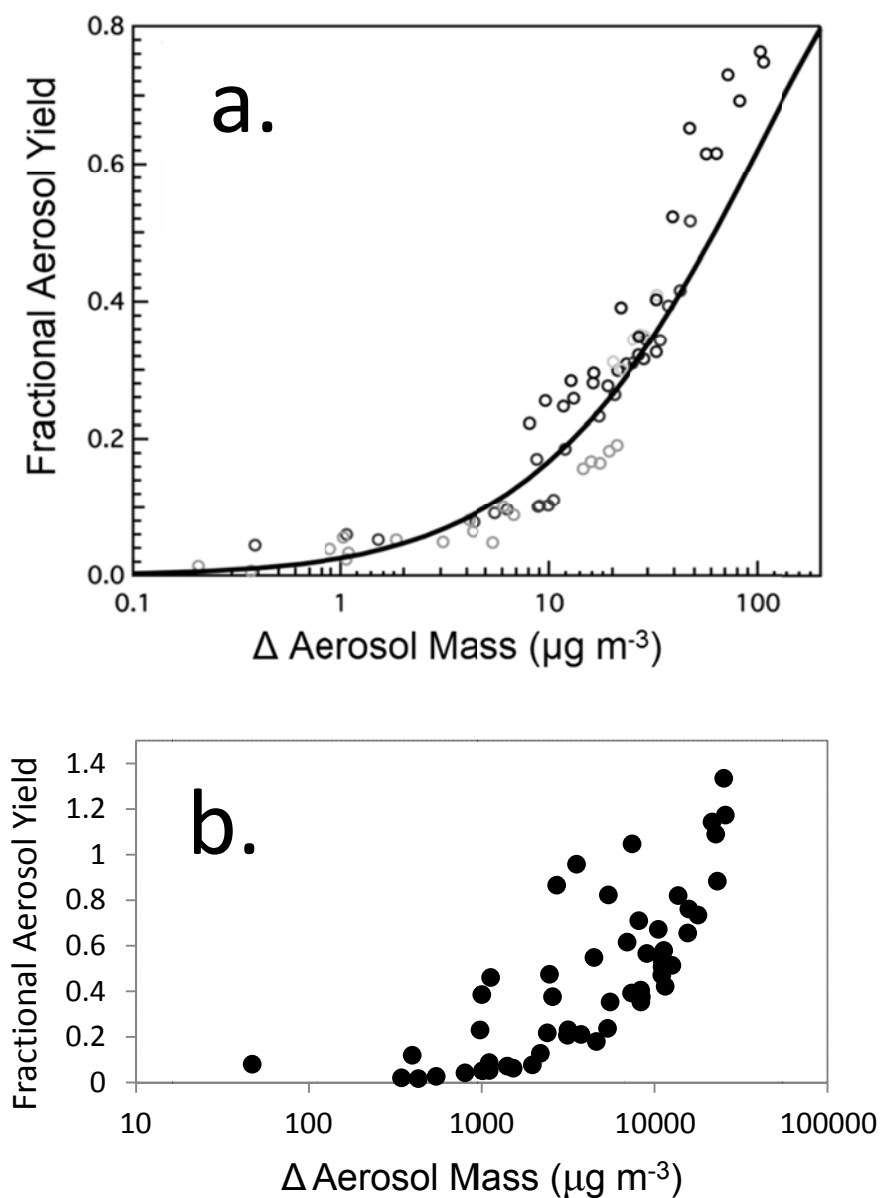 0.8
a.
0.6
Fractional Aerosol Yield
0.4
0.2
0.0
0.1 1 10 100
Δ Aerosol Mass (µg m-3)
1.4
b.
1.2
1
Fractional Aerosol Yield
0.8
0.6
0.4
0.2
0
10 100 1000 10000 100000
Δ Aerosol Mass (µg m-3)